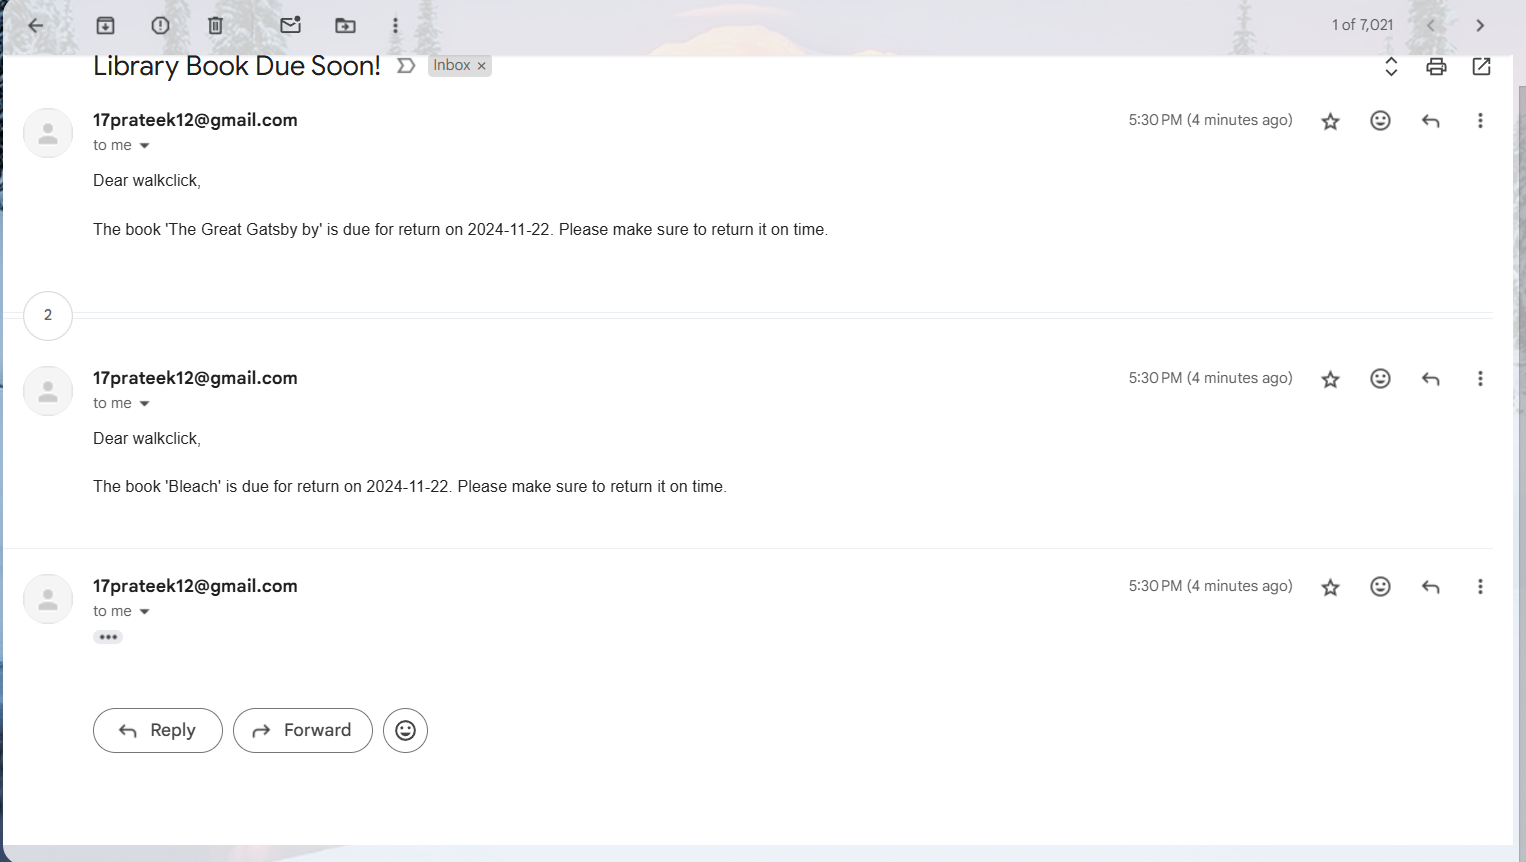 1 of 7,021
Library Book Due Soon! Inbox ×
17prateek12@gmail.com 5:30 PM (4 minutes ago)
to me
Dear walkclick,
The book 'The Great Gatsby by' is due for return on 2024-11-22. Please make sure to return it on time.
2
17prateek12@gmail.com 5:30 PM (4 minutes ago)
to me
Dear walkclick,
The book 'Bleach' is due for return on 2024-11-22. Please make sure to return it on time.
17prateek12@gmail.com 5:30 PM (4 minutes ago)
to me
Reply Forward